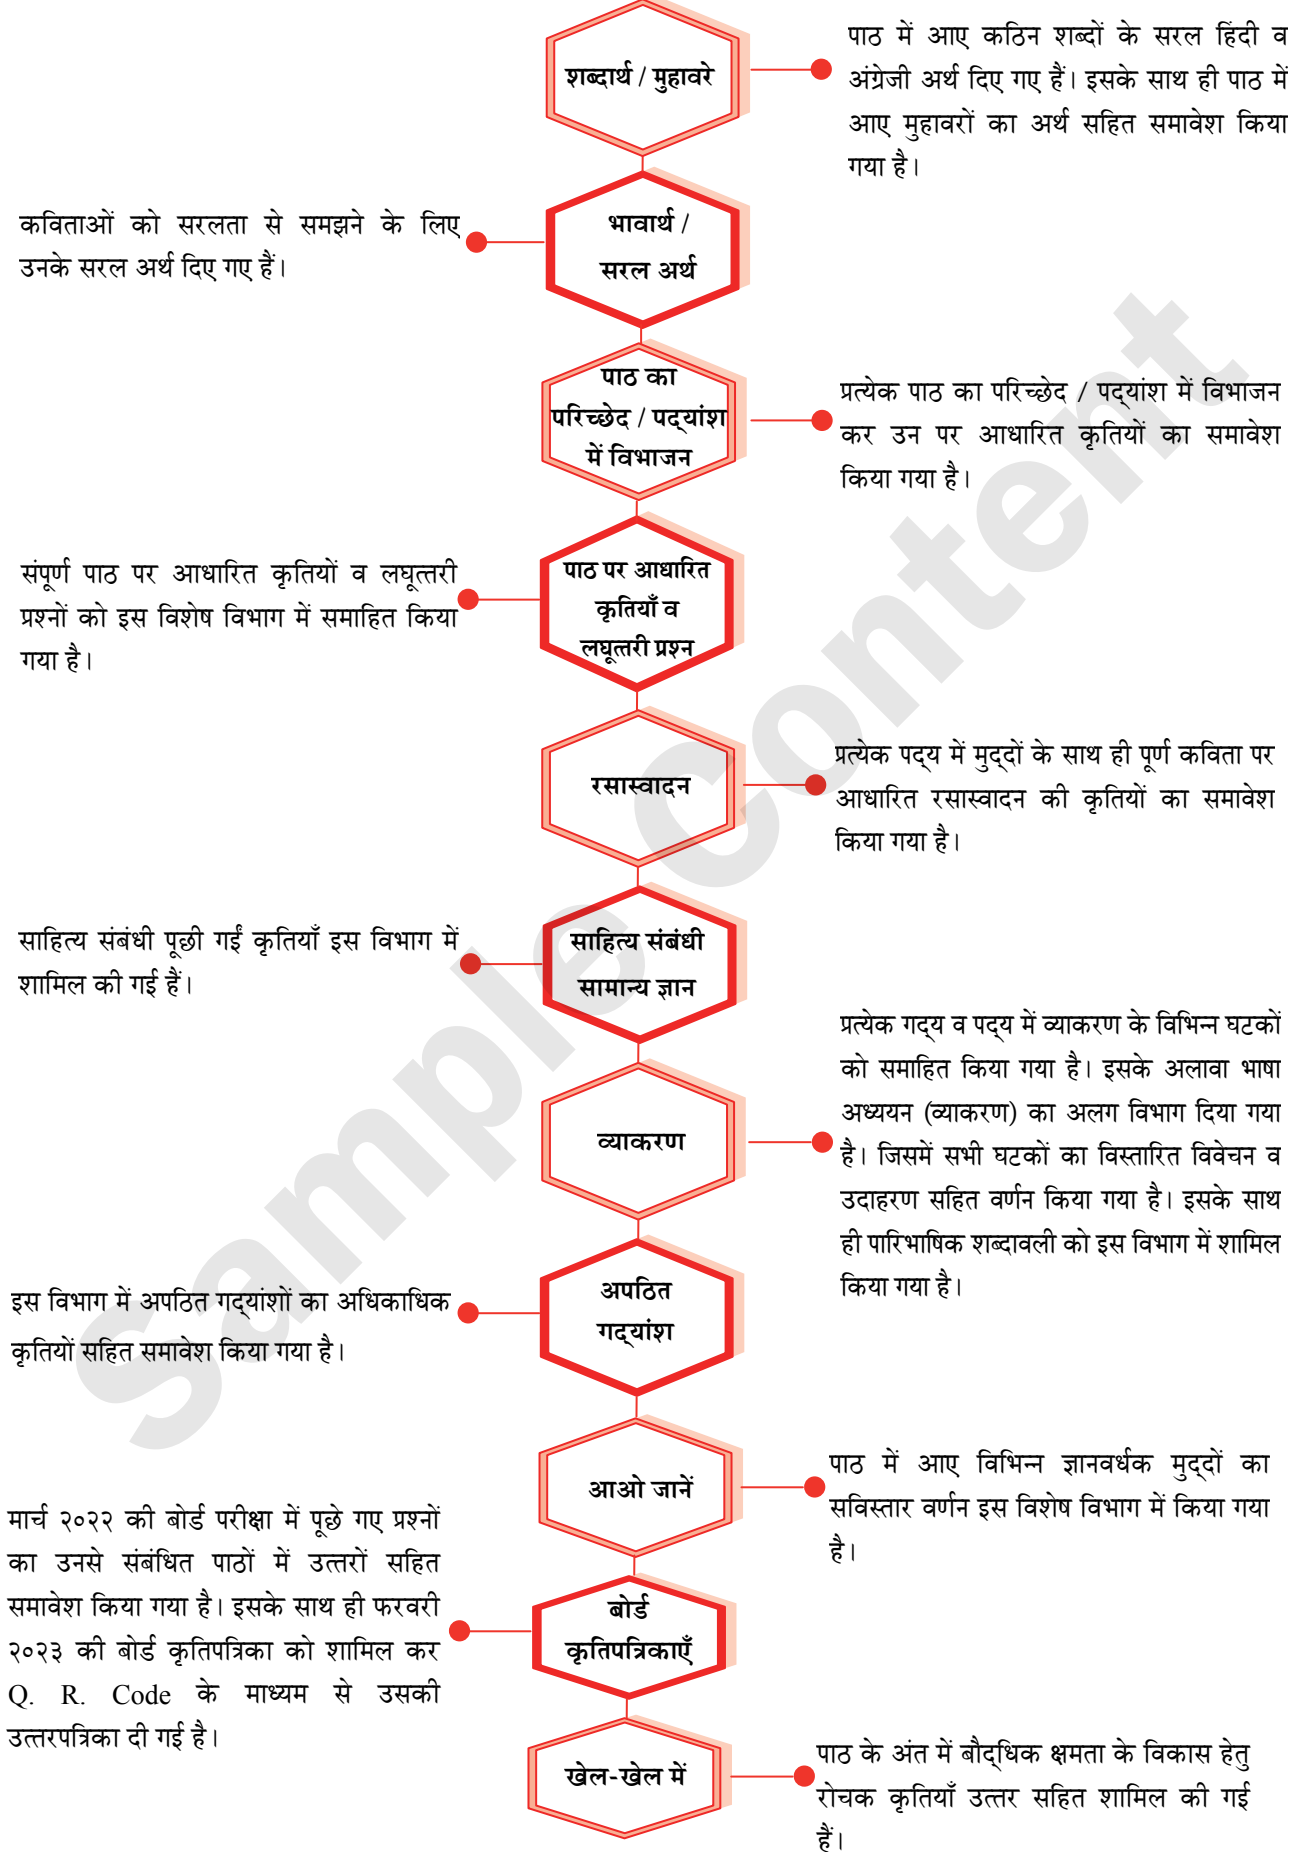 शब्दार्थ / मुहावरे
पाठ में आए कठिन शब्दों के सरल हिंदी व
अंग्रेजी अर्थ दिए गए हैं। इसके साथ ही पाठ में
आए मुहावरों का अर्थ सहित समावेश किया
गया है।
भावार्थ /
सरल अर्थ
कविताओं को सरलता से समझने के लिए
उनके सरल अर्थ दिए गए हैं।
पाठ का
परिच्छेद / पद्‌यांश
में विभाजन
प्रत्येक पाठ का परिच्छेद / पद्‌यांश में विभाजन
कर उन पर आधारित कृतियों का समावेश
किया गया है।
पाठ पर आधारित
कृतियाँ व
लघूत्तरी प्रश्न
संपूर्ण पाठ पर आधारित कृतियों व लघूत्तरी
प्रश्नों को इस विशेष विभाग में समाहित किया
गया है।
रसास्वादन
प्रत्येक पद्‌य में मुद्‌दों के साथ ही पूर्ण कविता पर
आधारित रसास्वादन की कृतियों का समावेश
किया गया है।
साहित्य संबंधी
सामान्य ज्ञान
साहित्य संबंधी पूछी गईं कृतियाँ इस विभाग में
शामिल की गई हैं।
व्याकरण
प्रत्येक गद्‌य व पद्‌य में व्याकरण के विभिन्न घटकों
को समाहित किया गया है। इसके अलावा भाषा
अध्ययन (व्याकरण) का अलग विभाग दिया गया
है। जिसमें सभी घटकों का विस्तारित विवेचन व
उदाहरण सहित वर्णन किया गया है। इसके साथ
ही पारिभाषिक शब्दावली को इस विभाग में शामिल
किया गया है।
अपठित
गद्‌यांश
इस विभाग में अपठित गद्‌यांशों का अधिकाधिक
कृतियों सहित समावेश किया गया है।
आओ जानें
पाठ में आए विभिन्न ज्ञानवर्धक मुद्‌दों का
सविस्तार वर्णन इस विशेष विभाग में किया गया
है।
बोर्ड
कृतिपत्रिकाएँ
मार्च २०२२ की बोर्ड परीक्षा में पूछे गए प्रश्नों
का उनसे संबंधित पाठों में उत्तरों सहित
समावेश किया गया है। इसके साथ ही फरवरी
२०२३ की बोर्ड कृतिपत्रिका को शामिल कर
Q. R. Code के माध्यम से उसकी
उत्तरपत्रिका दी गई है।
खेल-खेल में
पाठ के अंत में बौद्‌धिक क्षमता के विकास हेतु
रोचक कृतियाँ उत्तर सहित शामिल की गई
हैं।
Sample Content